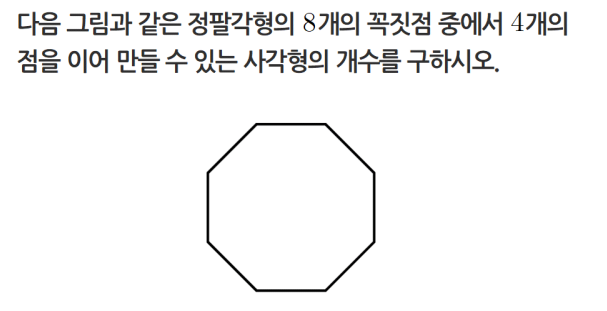 다음 그림과 같은 정팔각형의 8개의 꼭짓점 중에서 4개의
점을 이어 만들 수 있는 사각형의 개수를 구하시오.